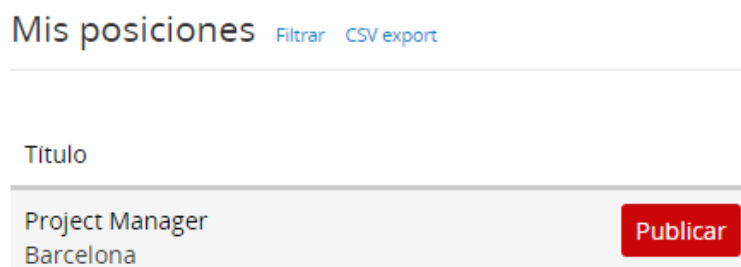 Mis posiciones Filtrar CSV export
Título
Project Manager Publicar
Barcelona